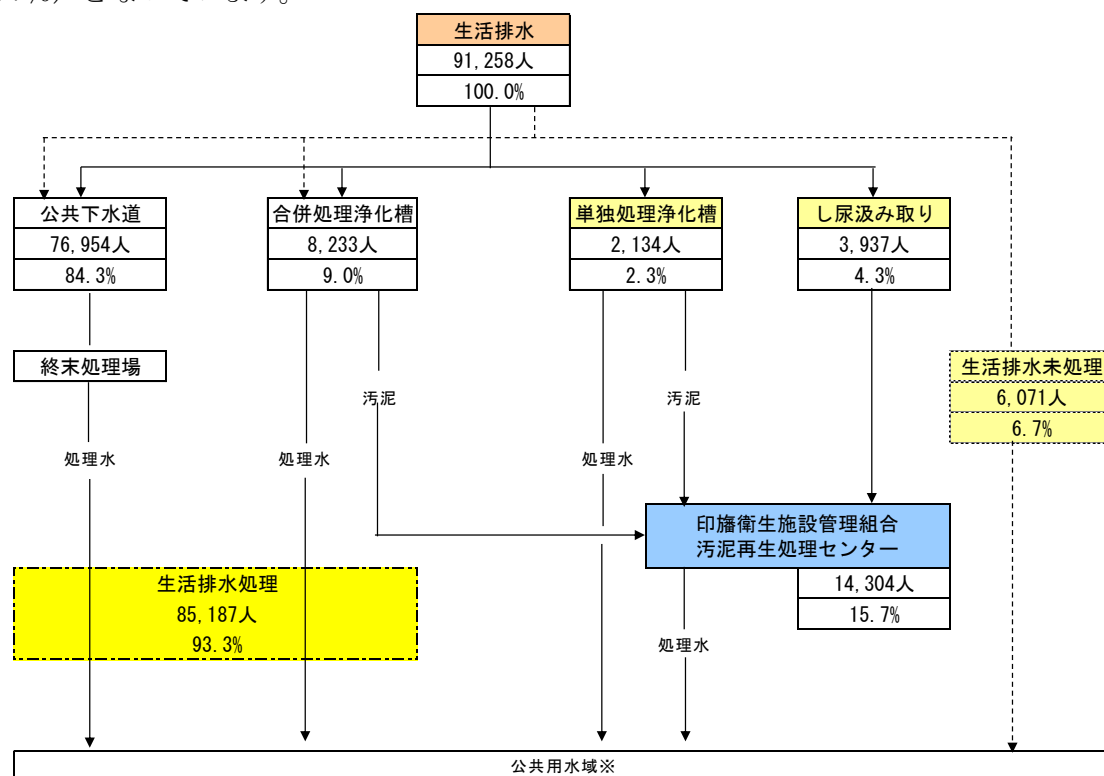 ％）となっています。
生活排水
91,258人
100.0%
公共下水道
76,954人
84.3%
合併処理浄化槽
8,233人
9.0%
単独処理浄化槽
2,134人
2.3%
し尿汲み取り
3,937人
4.3%
終末処理場
生活排水未処理
6,071人
6.7%
汚泥
汚泥
処理水
処理水
処理水
印旛衛生施設管理組合
汚泥再生処理センター
14,304人
15.7%
生活排水処理
85,187人
93.3%
処理水
公共用水域※